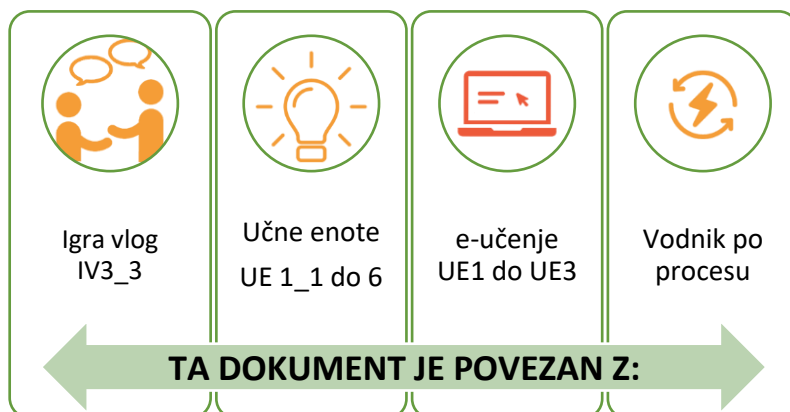 Igra vlog
IV3_3
Učne enote
UE 1_1 do 6
e-učenje
UE1 do UE3
Vodnik po
procesu
TA DOKUMENT JE POVEZAN Z: